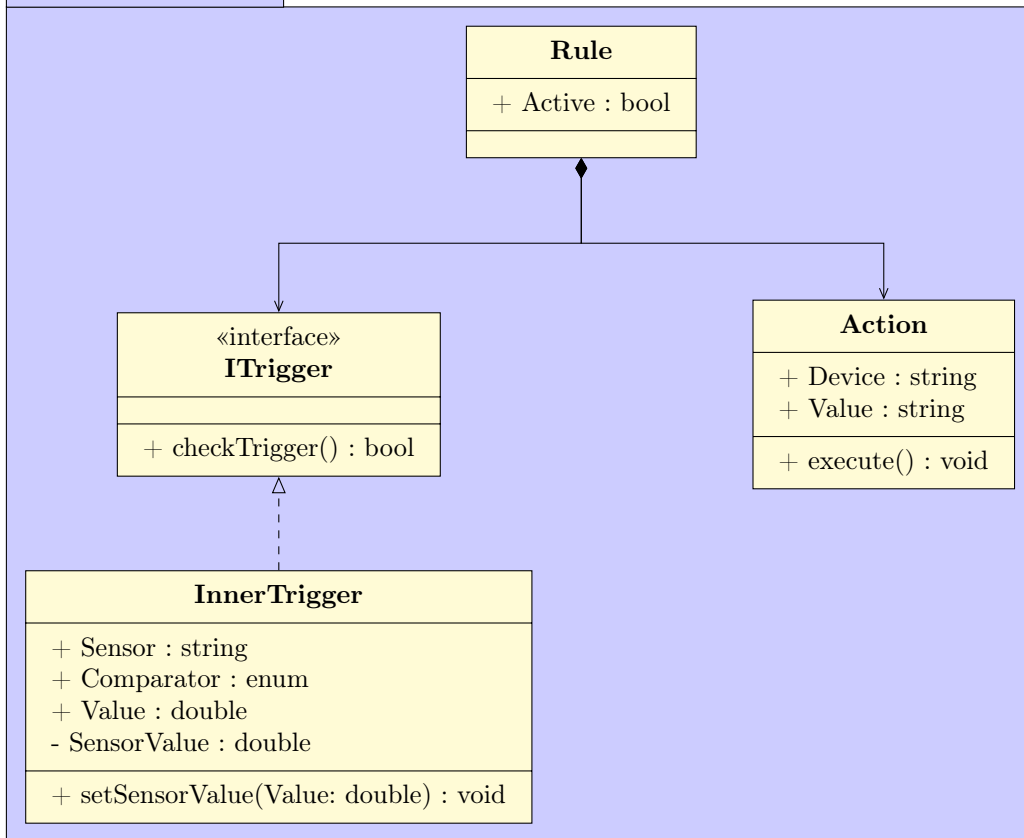 Rule
+ Active : bool
«interface»
ITrigger
+ checkTrigger() : bool
Action
+ Device : string
+ Value : string
+ execute() : void
InnerTrigger
+ Sensor : string
+ Comparator : enum
+ Value : double
- SensorValue : double
+ setSensorValue(Value: double) : void